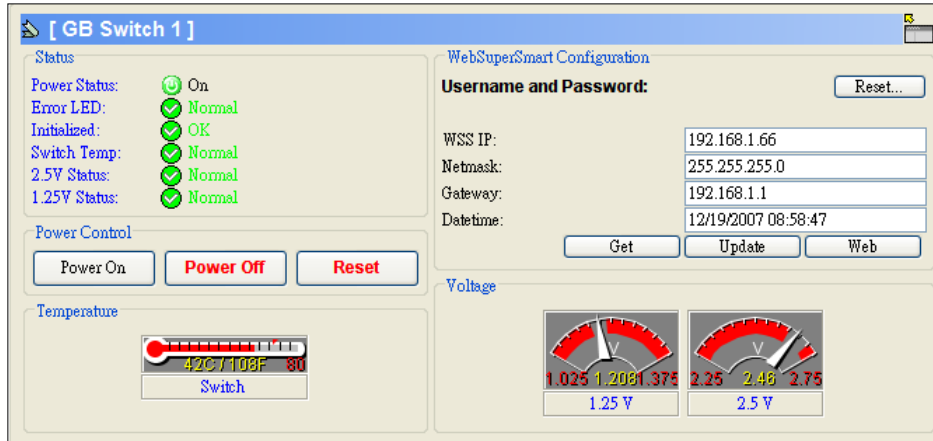 [ GB Switch 1 ]
Status
Power Status: On
Error LED: Normal
Initialized: OK
Switch Temp: Normal
2.5V Status: Normal
1.25V Status: Normal
Power Control
Power On Power Off Reset
Temperature
42C / 108F 80
Switch
WebSuperSmart Configuration
Username and Password: Reset...
WSS IP: 192.168.1.66
Netmask: 255.255.255.0
Gateway: 192.168.1.1
Datetime: 12/19/2007 08:58:47
Get Update Web
Voltage
V
1.025 1.208 1.375
1.25 V
V
2.25 2.46 2.75
2.5 V